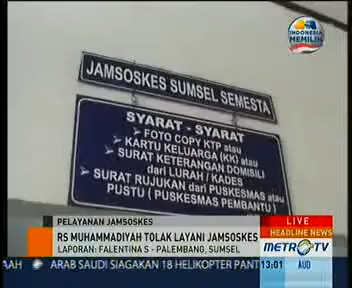 INDONESIA
MEMILIH
JAMSOSKES SUMSEL SEMESTA
SYARAT - SYARAT
FOTO COPY KTP atau
KARTU KELUARGA (KK) atau
SURAT KETERANGAN DOMISILI
dari LURAH / KADES
SURAT RUJUKAN dari PUSKESMAS atau
PUSTU ( PUSKESMAS PEMBANTU )
PELAYANAN JAMSOSKES
LIVE
RS MUHAMMADIYAH TOLAK LAYANI JAMSOSKES
HEADLINE NEWS
LAPORAN: FALENTINA S - PALEMBANG, SUMSEL
METRO TV
AAH ARAB SAUDI SIAGAKAN 18 HELIKOPTER PANT
13:01 AUD